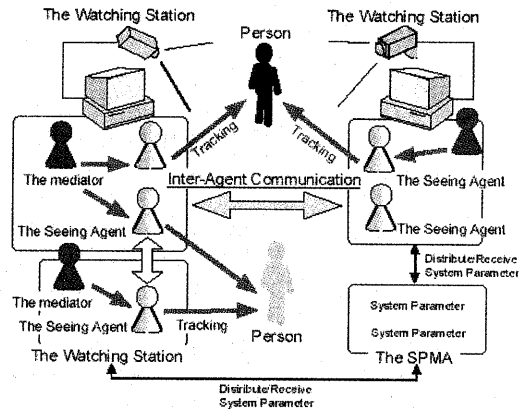 The Watching Station
The Watching Station
Person
Tracking
Tracking
The mediator
Inter-Agent Communication
The Seeing Agent
The Seeing Agent
The Seeing Agent
The mediator
The Seeing Agent
Tracking
Person
The Watching Station
Distribute/Receive
System Parameter
System Parameter
System Parameter
The SPMA
Distribute/Receive
System Parameter